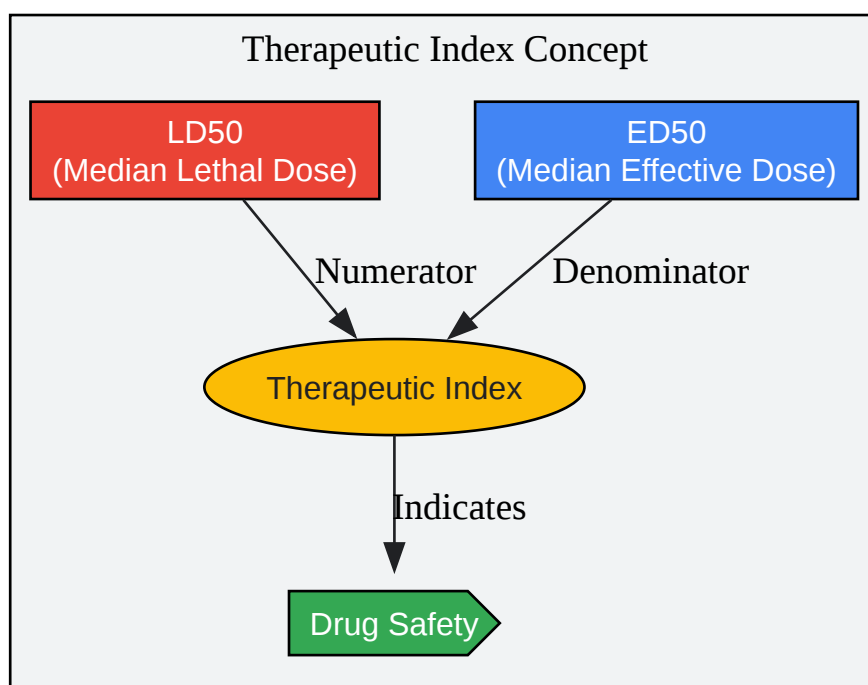 Therapeutic Index Concept
LD50
(Median Lethal Dose)
ED50
(Median Effective Dose)
Numerator
Denominator
Therapeutic Index
Indicates
Drug Safety